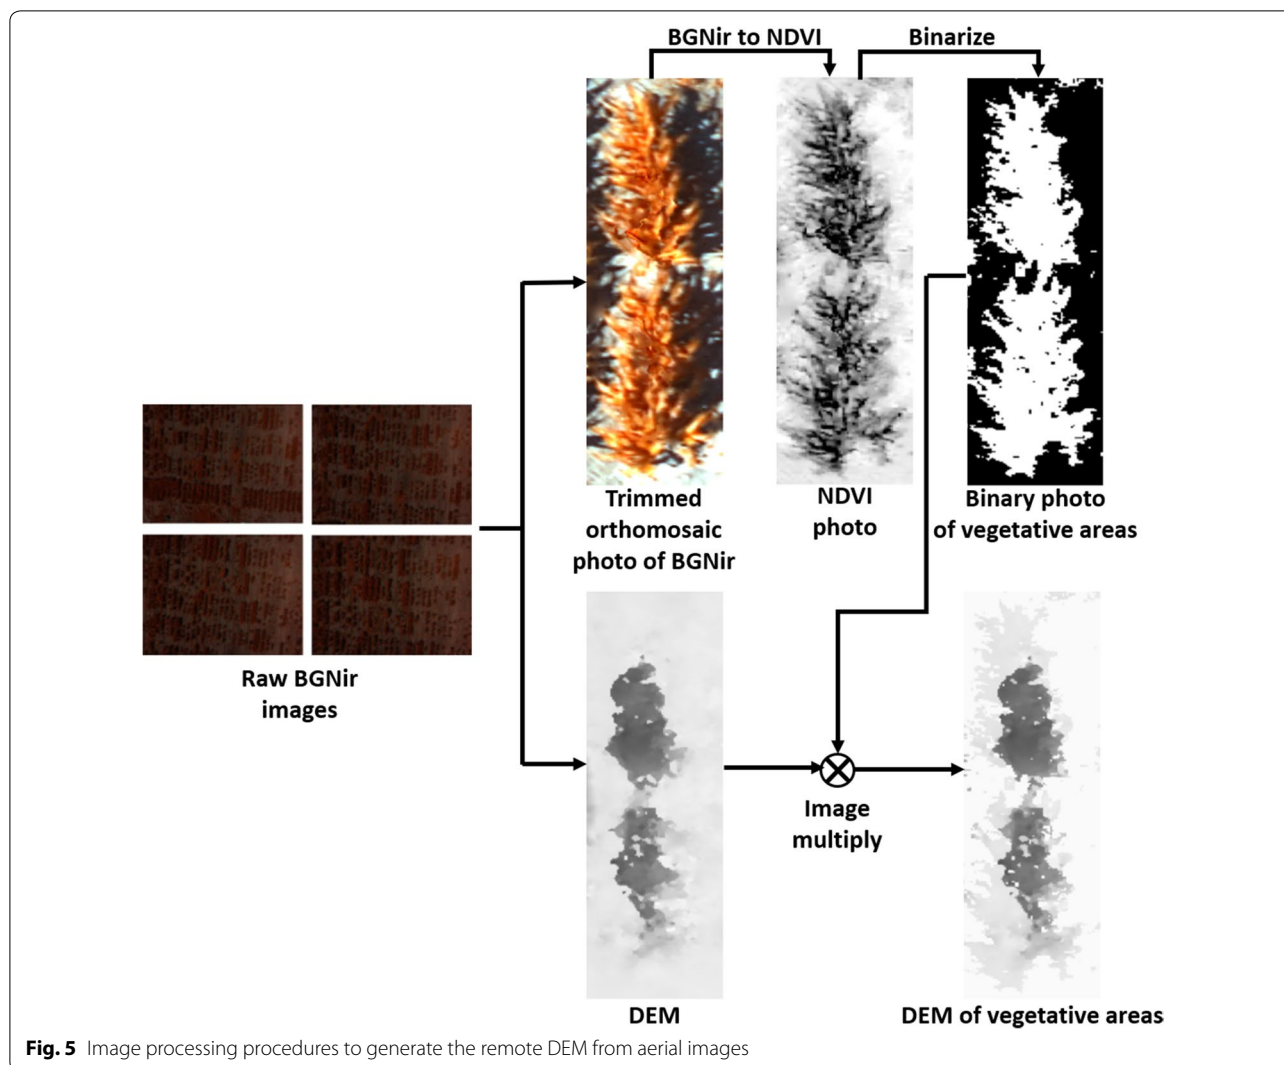 BGNir to NDVI
Binarize
Trimmed
orthomosaic
photo of BGNir
NDVI
photo
Binary photo
of vegetative areas
Raw BGNir
images
Image
multiply
DEM
DEM of vegetative areas
Fig. 5 Image processing procedures to generate the remote DEM from aerial images